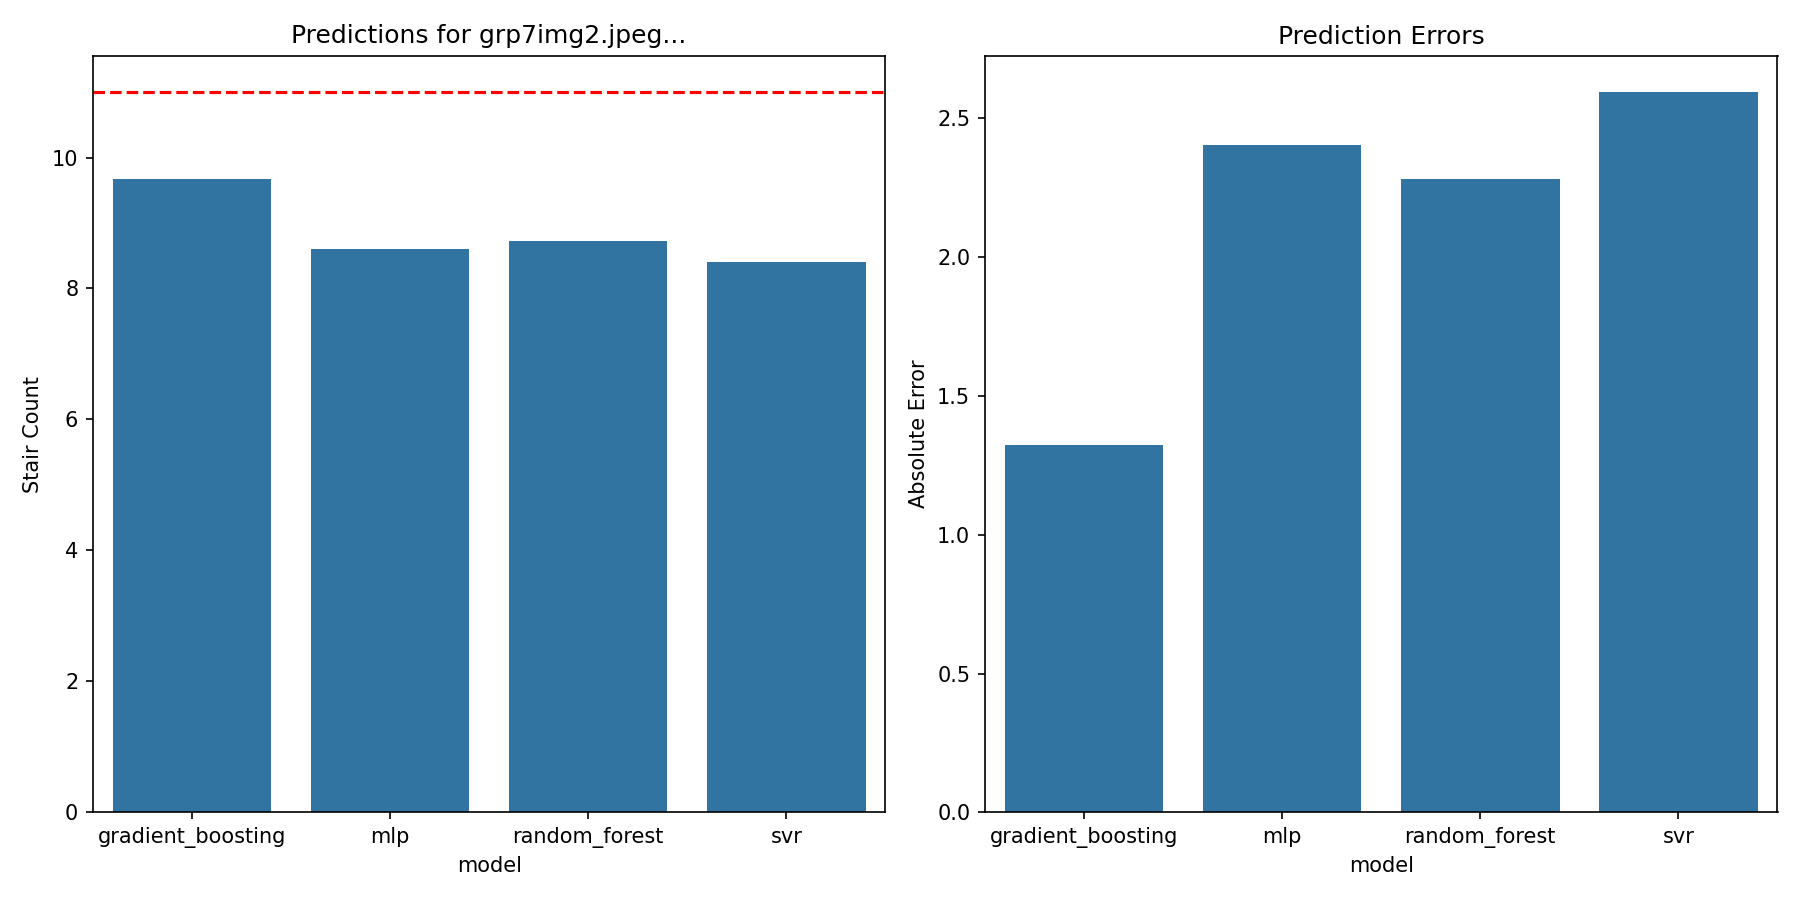 Predictions for grp7img2.jpeg...
Stair Count
10
8
6
4
2
0
gradient_boosting mlp random_forest svr
model
Prediction Errors
Absolute Error
2.5
2.0
1.5
1.0
0.5
0.0
gradient_boosting mlp random_forest svr
model